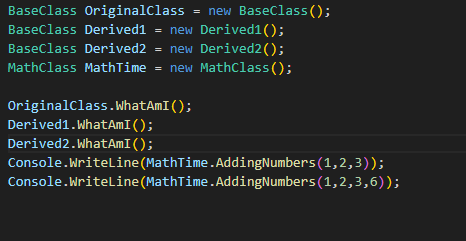 BaseClass OriginalClass = new BaseClass();
BaseClass Derived1 = new Derived1();
BaseClass Derived2 = new Derived2();
MathClass MathTime = new MathClass();
OriginalClass.WhatAmI();
Derived1.WhatAmI();
Derived2.WhatAmI();
Console.WriteLine(MathTime.AddingNumbers(1,2,3));
Console.WriteLine(MathTime.AddingNumbers(1,2,3,6));